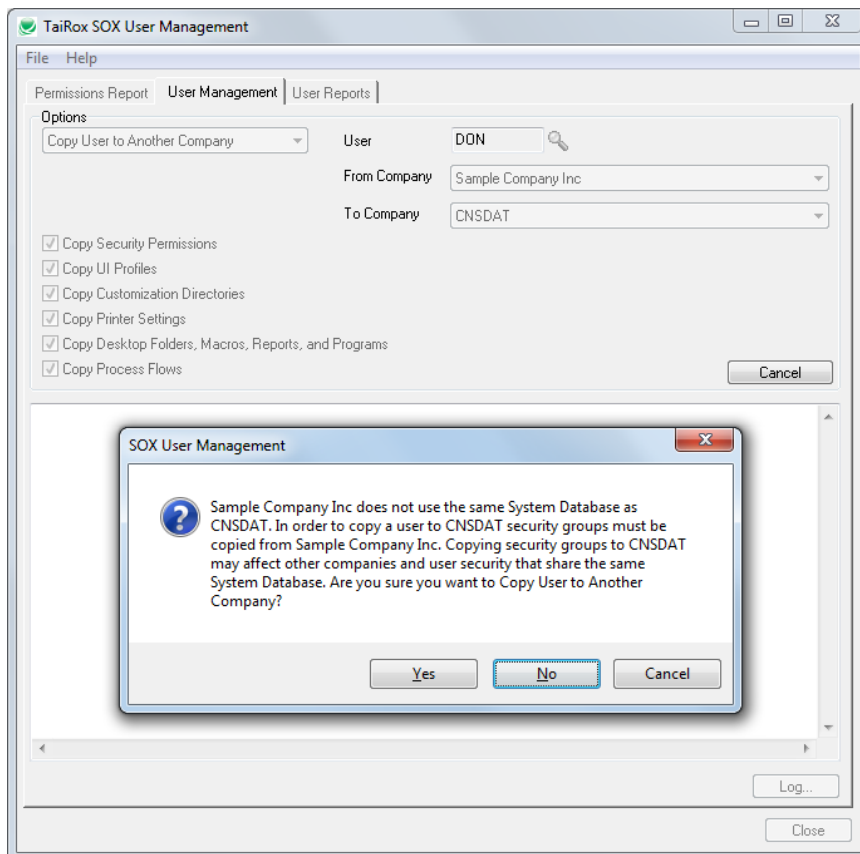 TaiRox SOX User Management
File Help
Permissions Report User Management User Reports
Options
Copy User to Another Company User DON
From Company Sample Company Inc
To Company CNSDAT
Copy Security Permissions
Copy UI Profiles
Copy Customization Directories
Copy Printer Settings
Copy Desktop Folders, Macros, Reports, and Programs
Copy Process Flows
Cancel
SOX User Management
Sample Company Inc does not use the same System Database as
CNSDAT. In order to copy a user to CNSDAT security groups must be
copied from Sample Company Inc. Copying security groups to CNSDAT
may affect other companies and user security that share the same
System Database. Are you sure you want to Copy User to Another
Company?
Yes No Cancel
Log...
Close